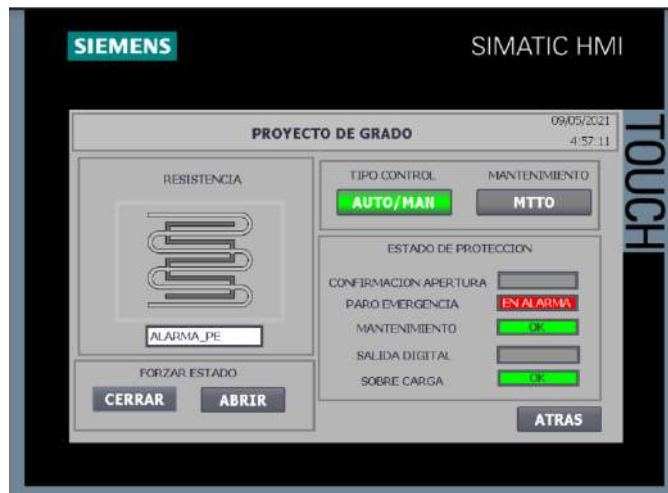 SIEMENS
SIMATIC HMI
TOUCH
PROYECTO DE GRADO
09/05/2021
4:57:11
RESISTENCIA
ALARMA_PE
TIPO CONTROL
MANTENIMIENTO
AUTO/MAN
MTTO
ESTADO DE PROTECCION
CONFIRMACION APERTURA
PARO EMERGENCIA
EN ALARMA
MANTENIMIENTO
OK
SALIDA DIGITAL
SOBRE CARGA
OK
FORZAR ESTADO
CERRAR
ABRIR
ATRAS